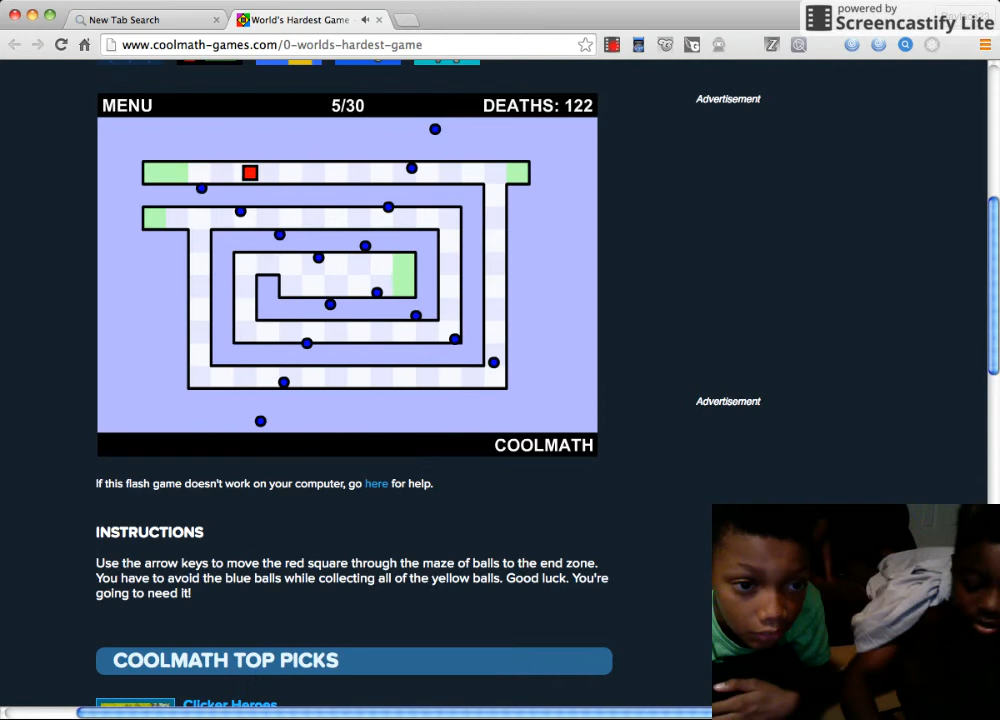 New Tab Search
World's Hardest Game
powered by
Screencastify Lite
www.coolmath-games.com/0-worlds-hardest-game
Advertisement
MENU 5/30 DEATHS: 122
Advertisement
COOLMATH
If this flash game doesn't work on your computer, go here for help.
INSTRUCTIONS
Use the arrow keys to move the red square through the maze of balls to the end zone.
You have to avoid the blue balls while collecting all of the yellow balls. Good luck. You're
going to need it!
COOLMATH TOP PICKS
Clicker Heroes